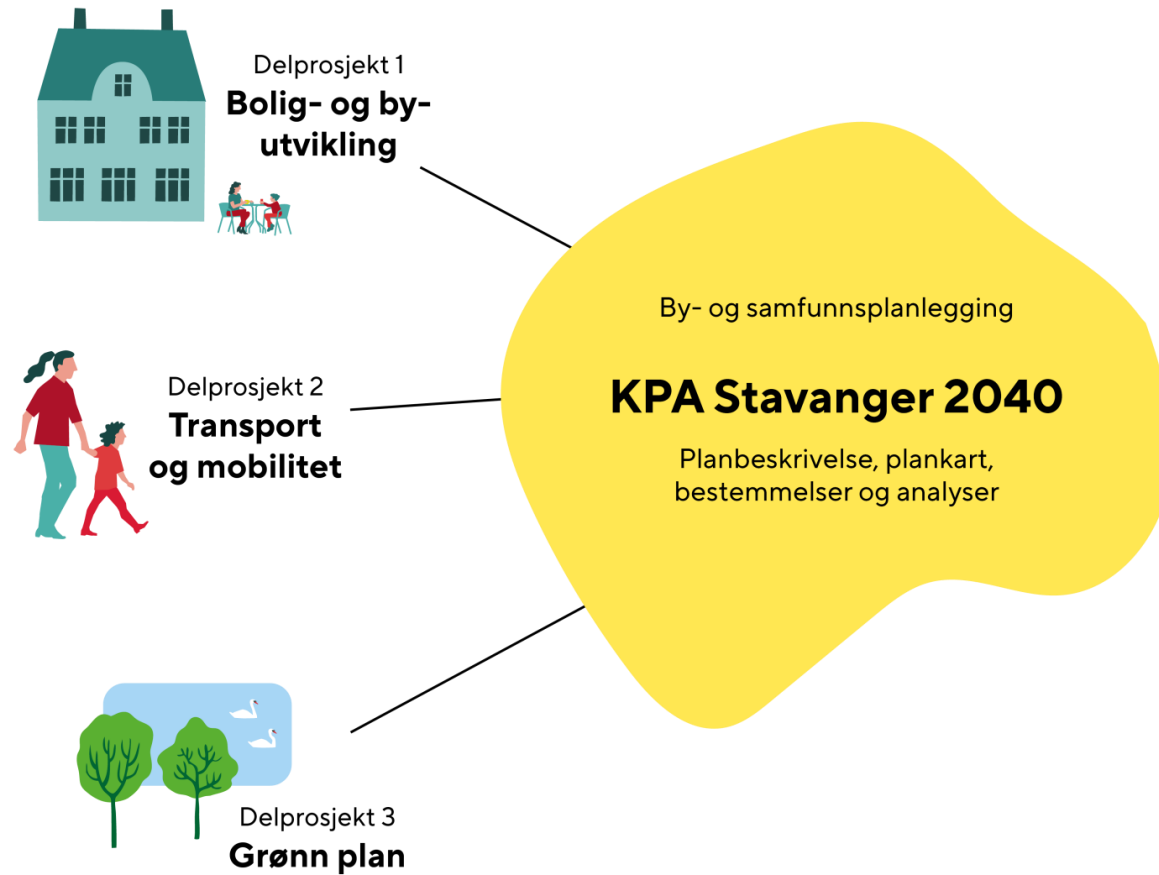 Delprosjekt 1
Bolig- og by-
utvikling
Delprosjekt 2
Transport
og mobilitet
Delprosjekt 3
Grønn plan
By- og samfunnsplanlegging
KPA Stavanger 2040
Planbeskrivelse, plankart,
bestemmelser og analyser